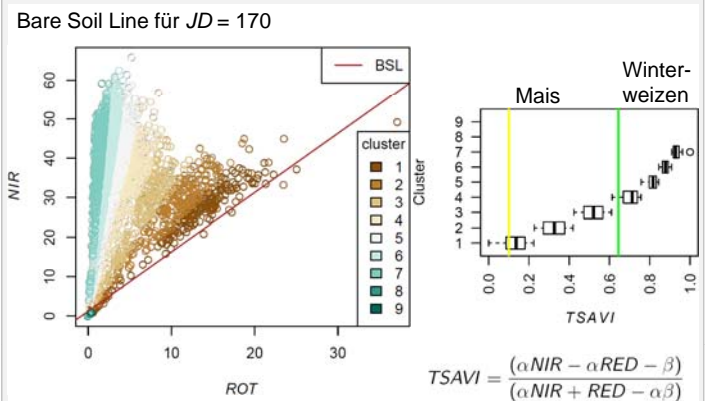 Bare Soil Line für JD = 170
NIR
60
50
40
30
20
10
0
0 10 20 30
ROT
BSL
cluster
1
2
3
4
5
6
7
8
9
Mais
Winter-
weizen
Cluster
9
8
7
6
5
4
3
2
1
0.0 0.2 0.4 0.6 0.8 1.0
TSAVI
TSAVI = (αNIR − αRED − β) / (αNIR + RED − αβ)